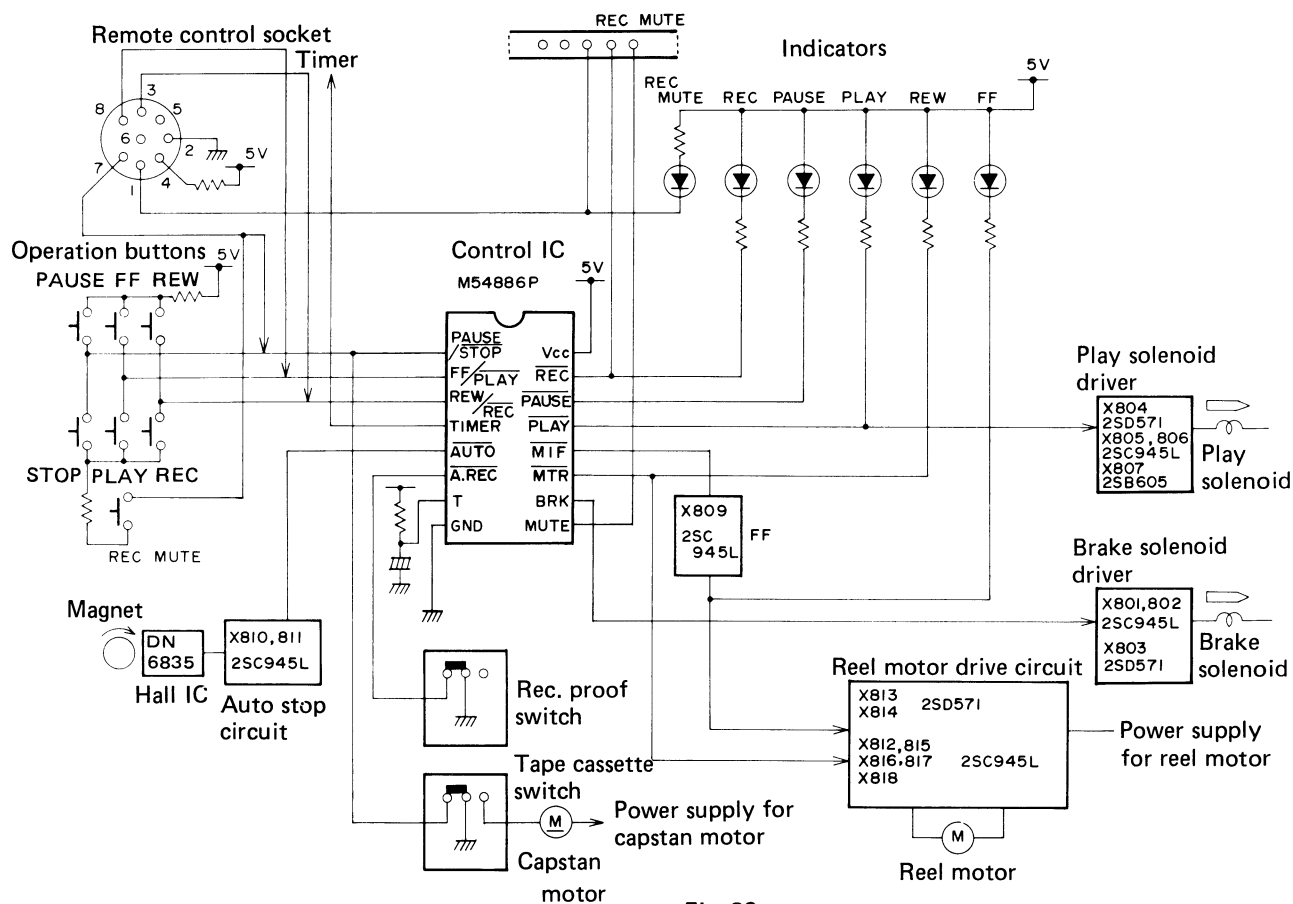 REC MUTE
Remote control socket
Timer
Indicators
5V
REC
MUTE REC PAUSE PLAY REW FF
3
8 5
6
2
7
1 4
5V
Operation buttons
5V
PAUSE FF REW
Control IC
M54886P
5V
PAUSE
/STOP
FF/PLAY
REW/REC
TIMER
AUTO
A.REC
T
GND
Vcc
REC
PAUSE
PLAY
MIF
MTR
BRK
MUTE
STOP PLAY REC
REC MUTE
Play solenoid
driver
X804
2SD571
X805,806
2SC945L
X807
2SB605
Play
solenoid
X809
2SC
945L
FF
Brake solenoid
driver
X801,802
2SC945L
X803
2SD571
Brake
solenoid
Magnet
DN
6835
Hall IC
X810,811
2SC945L
Auto stop
circuit
Rec. proof
switch
Reel motor drive circuit
X813
X814 2SD571
X812,815
X816,817 2SC945L
X818
Power supply
for reel motor
M
Reel motor
Tape cassette
switch
M
Power supply for
capstan motor
Capstan
motor